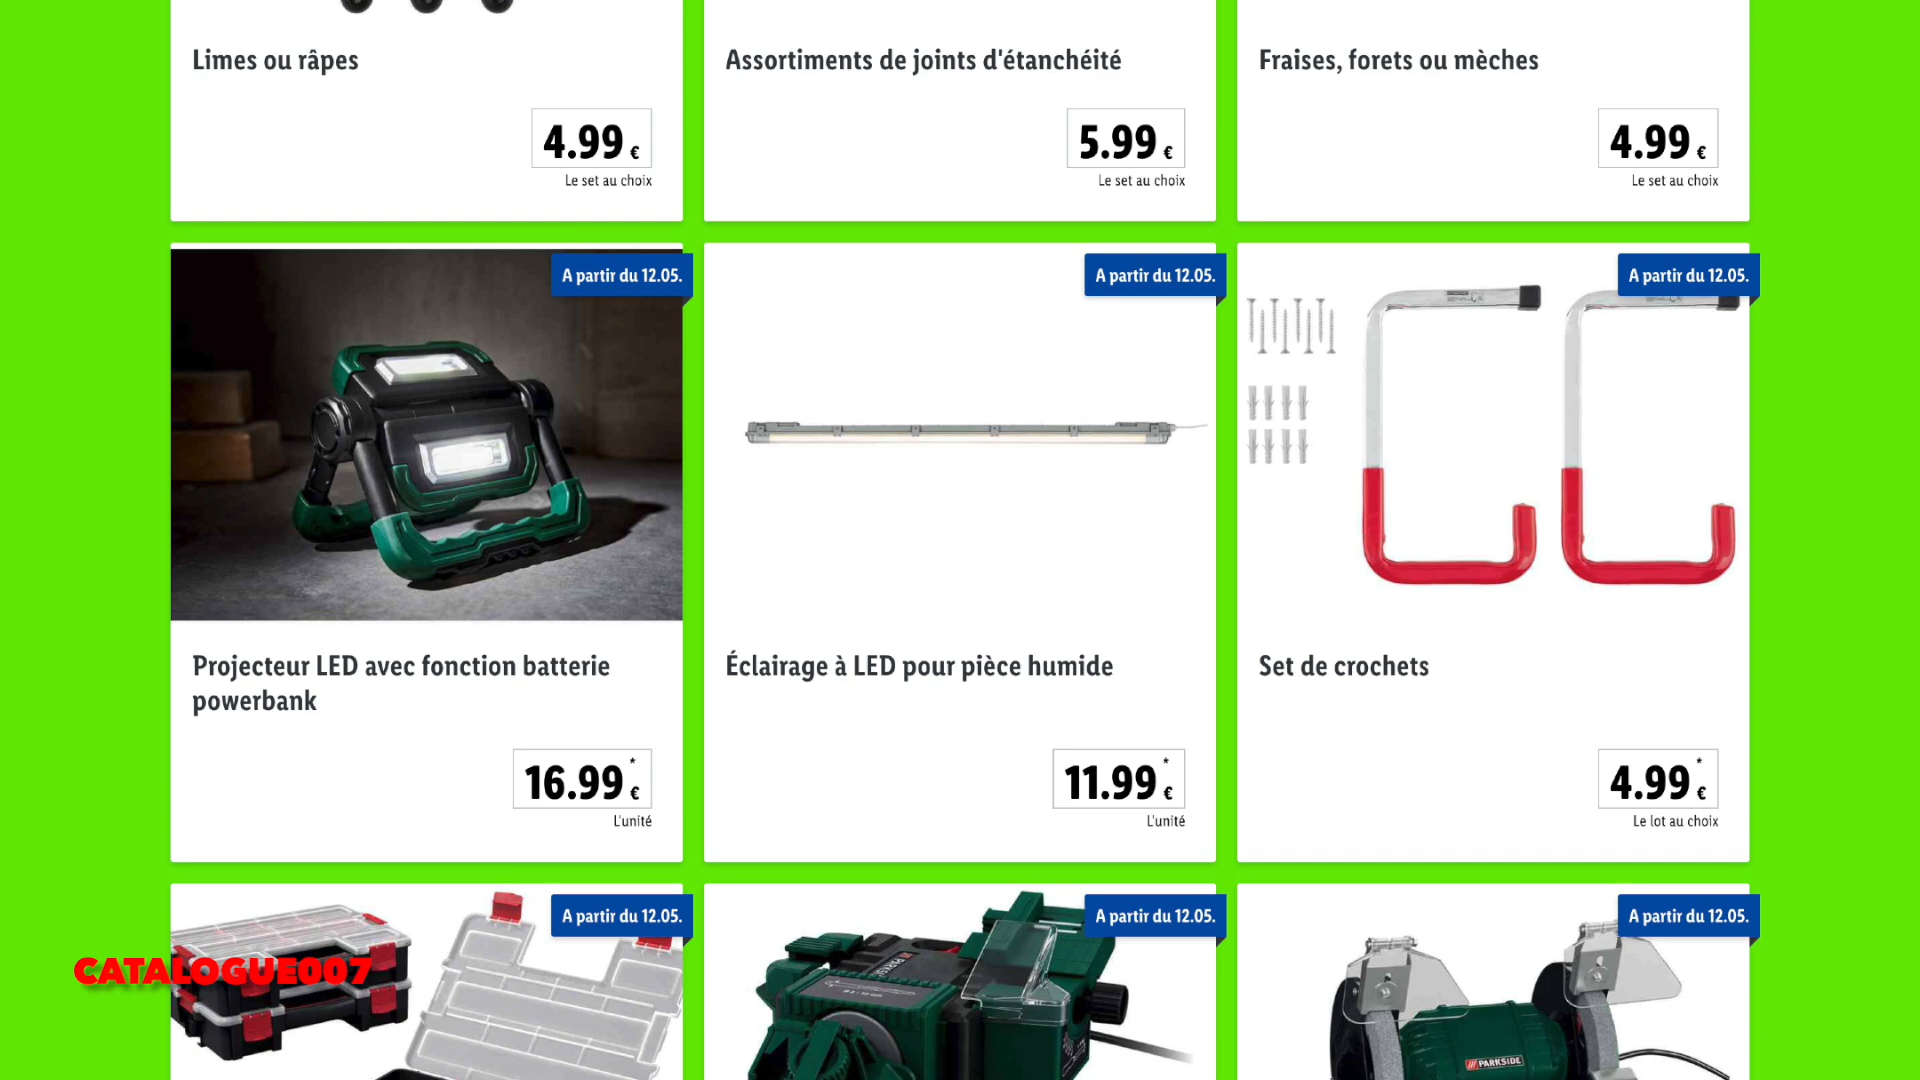 Limes ou râpes
4.99 €
Le set au choix
Assortiments de joints d'étanchéité
5.99 €
Le set au choix
Fraises, forets ou mèches
4.99 €
Le set au choix
A partir du 12.05.
Projecteur LED avec fonction batterie
powerbank
16.99 *
€
L'unité
A partir du 12.05.
Éclairage à LED pour pièce humide
11.99 *
€
L'unité
A partir du 12.05.
Set de crochets
4.99 *
€
Le lot au choix
A partir du 12.05.
CATALOGUE007
A partir du 12.05.
A partir du 12.05.
PARKSIDE